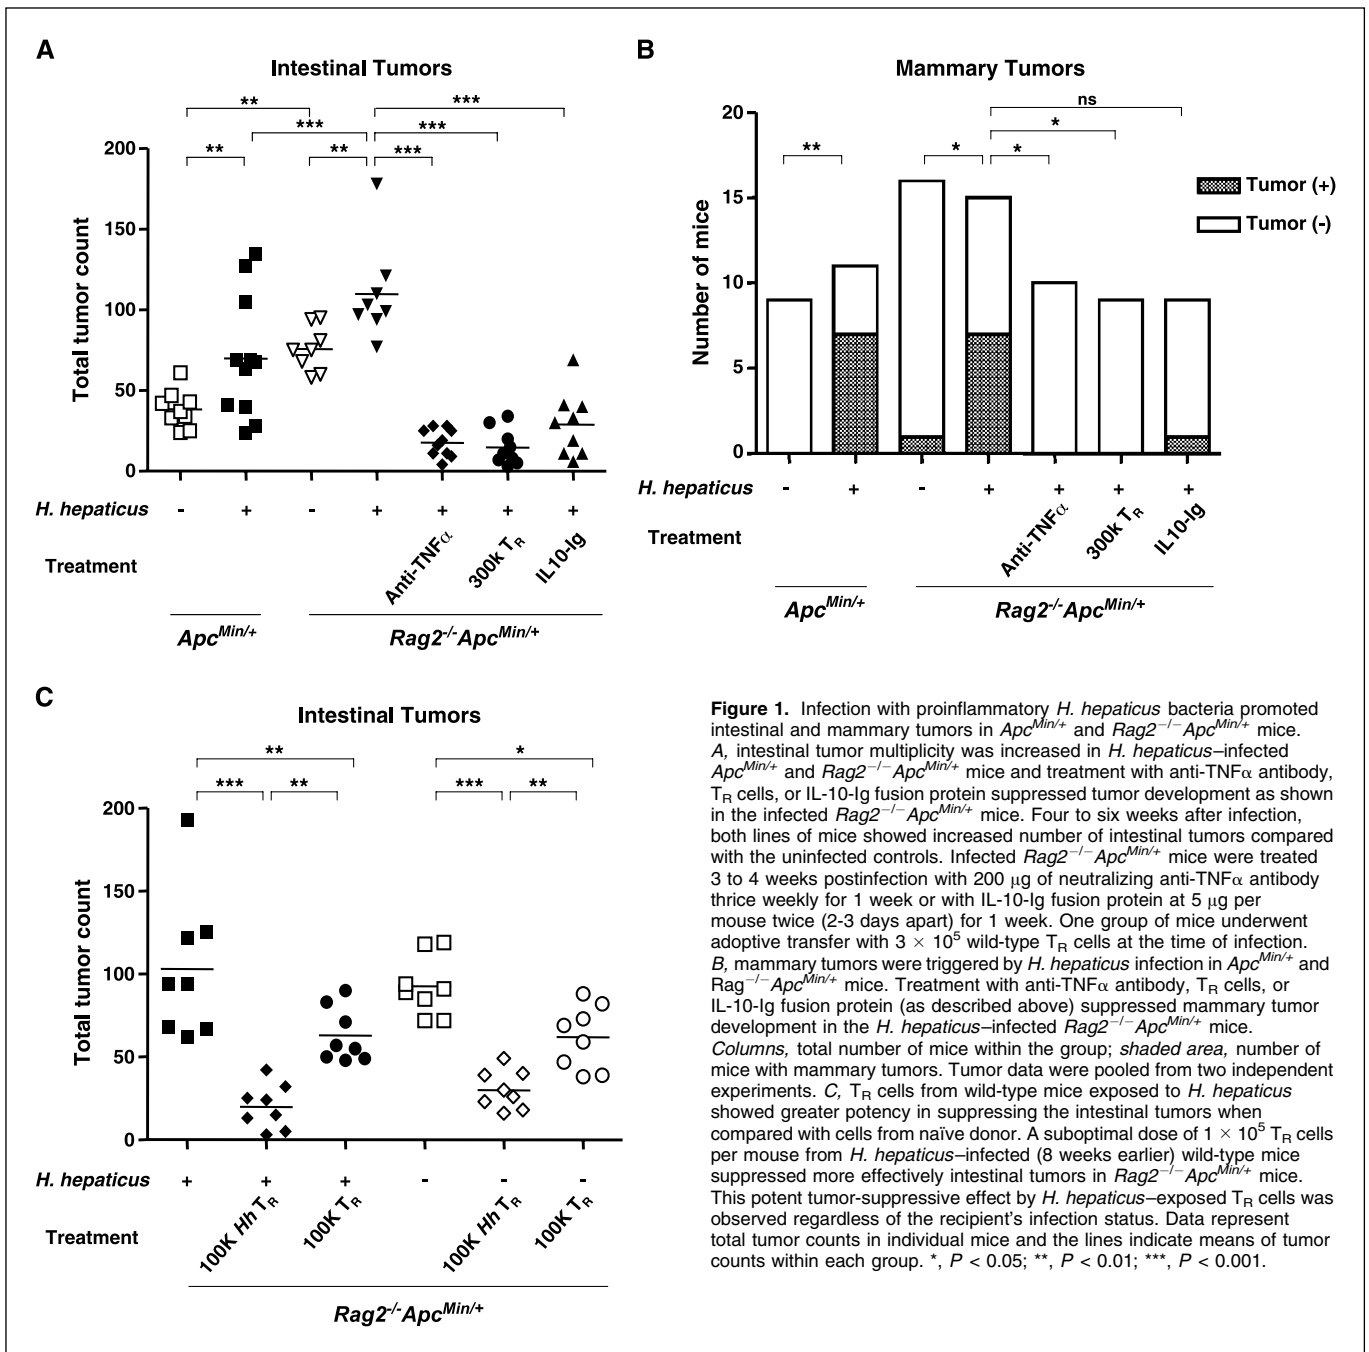 A
Intestinal Tumors
**
***
***
***
**
**
***
200
150
100
50
0
Total tumor count
H. hepaticus
-
+
-
+
+
+
+
Treatment
Anti-TNFα
300k TR
IL10-Ig
ApcMin/+
Rag2-/-ApcMin/+
B
Mammary Tumors
ns
*
**
*
*
20
15
10
5
0
Number of mice
Tumor (+)
Tumor (-)
H. hepaticus
-
+
-
+
+
+
+
Treatment
Anti-TNFα
300k TR
IL10-Ig
ApcMin/+
Rag2-/-ApcMin/+
C
Intestinal Tumors
**
*
***
**
***
**
200
150
100
50
0
Total tumor count
H. hepaticus
+
+
+
-
-
-
Treatment
100K Hh TR
100K TR
100K Hh TR
100K TR
Rag2-/-ApcMin/+
Figure 1. Infection with proinflammatory H. hepaticus bacteria promoted
intestinal and mammary tumors in ApcMin/+ and Rag2−/−ApcMin/+ mice.
A, intestinal tumor multiplicity was increased in H. hepaticus–infected
ApcMin/+ and Rag2−/−ApcMin/+ mice and treatment with anti-TNFα antibody,
TR cells, or IL-10-Ig fusion protein suppressed tumor development as shown
in the infected Rag2−/−ApcMin/+ mice. Four to six weeks after infection,
both lines of mice showed increased number of intestinal tumors compared
with the uninfected controls. Infected Rag2−/−ApcMin/+ mice were treated
3 to 4 weeks postinfection with 200 μg of neutralizing anti-TNFα antibody
thrice weekly for 1 week or with IL-10-Ig fusion protein at 5 μg per
mouse twice (2-3 days apart) for 1 week. One group of mice underwent
adoptive transfer with 3 × 10⁵ wild-type TR cells at the time of infection.
B, mammary tumors were triggered by H. hepaticus infection in ApcMin/+ and
Rag−/−ApcMin/+ mice. Treatment with anti-TNFα antibody, TR cells, or
IL-10-Ig fusion protein (as described above) suppressed mammary tumor
development in the H. hepaticus–infected Rag2−/−ApcMin/+ mice.
Columns, total number of mice within the group; shaded area, number of
mice with mammary tumors. Tumor data were pooled from two independent
experiments. C, TR cells from wild-type mice exposed to H. hepaticus
showed greater potency in suppressing the intestinal tumors when
compared with cells from naïve donor. A suboptimal dose of 1 × 10⁵ TR cells
per mouse from H. hepaticus–infected (8 weeks earlier) wild-type mice
suppressed more effectively intestinal tumors in Rag2−/−ApcMin/+ mice.
This potent tumor-suppressive effect by H. hepaticus–exposed TR cells was
observed regardless of the recipient's infection status. Data represent
total tumor counts in individual mice and the lines indicate means of tumor
counts within each group. *, P < 0.05; **, P < 0.01; ***, P < 0.001.